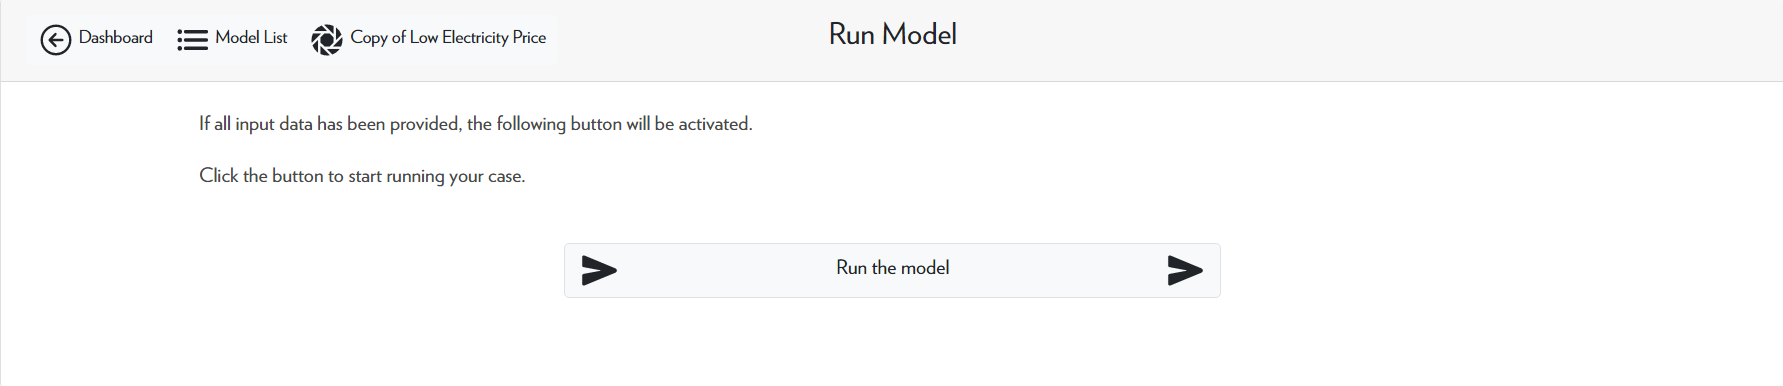 Dashboard Model List Copy of Low Electricity Price Run Model
If all input data has been provided, the following button will be activated.
Click the button to start running your case.
Run the model